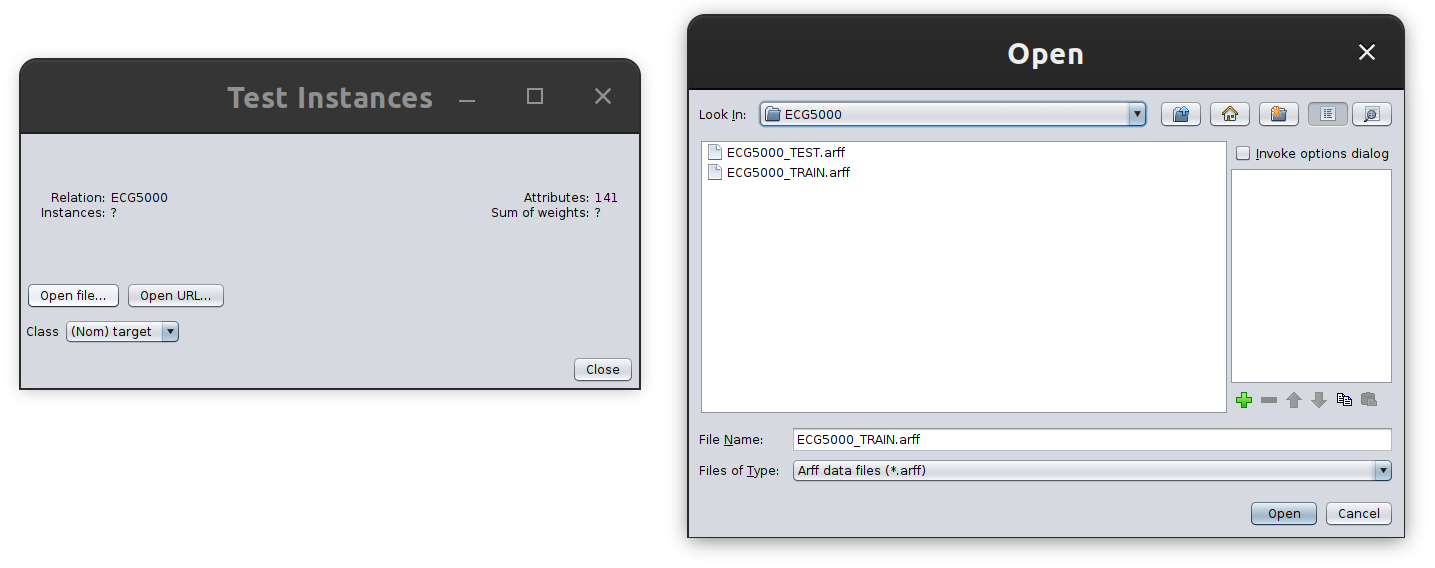 Test Instances
Relation: ECG5000
Attributes: 141
Instances: ?
Sum of weights: ?
Open file...
Open URL...
Class
(Nom) target
Close
Open
Look In:
ECG5000
ECG5000_TEST.arff
ECG5000_TRAIN.arff
Invoke options dialog
File Name:
ECG5000_TRAIN.arff
Files of Type:
Arff data files (*.arff)
Open
Cancel